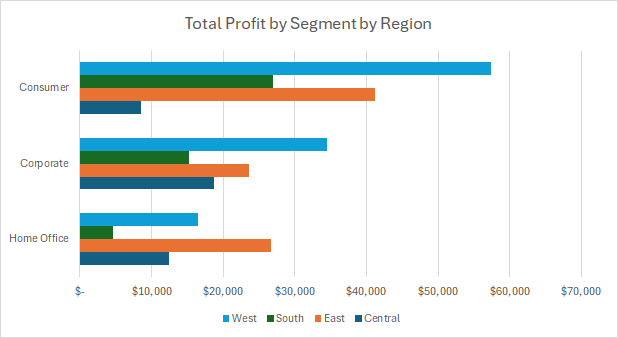 Total Profit by Segment by Region
Consumer
Corporate
Home Office
$- $10,000 $20,000 $30,000 $40,000 $50,000 $60,000 $70,000
West South East Central